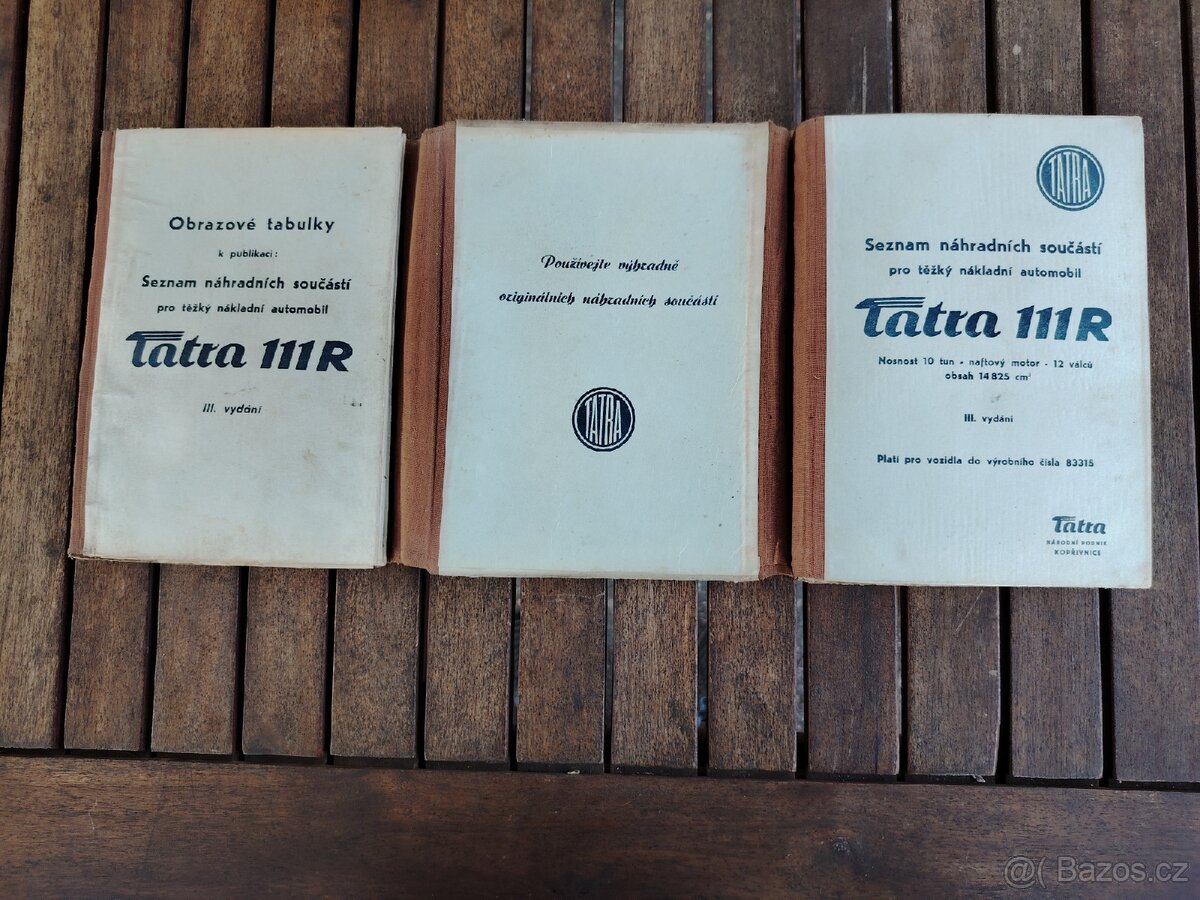 Obrazové tabulky
k publikaci:
Seznam náhradních součástí
pro těžký nákladní automobil
Tatra 111R
III. vydání
Používejte výhradně
originálních náhradních součástí
TATRA
TATRA
Seznam náhradních součástí
pro těžký nákladní automobil
Tatra 111R
Nosnost 10 tun - naftový motor - 12 válců
obsah 14825 cm³
III. vydání
Platí pro vozidla do výrobního čísla 83315
Tatra
NÁRODNÍ PODNIK
KOPŘIVNICE
@( Bazos.cz